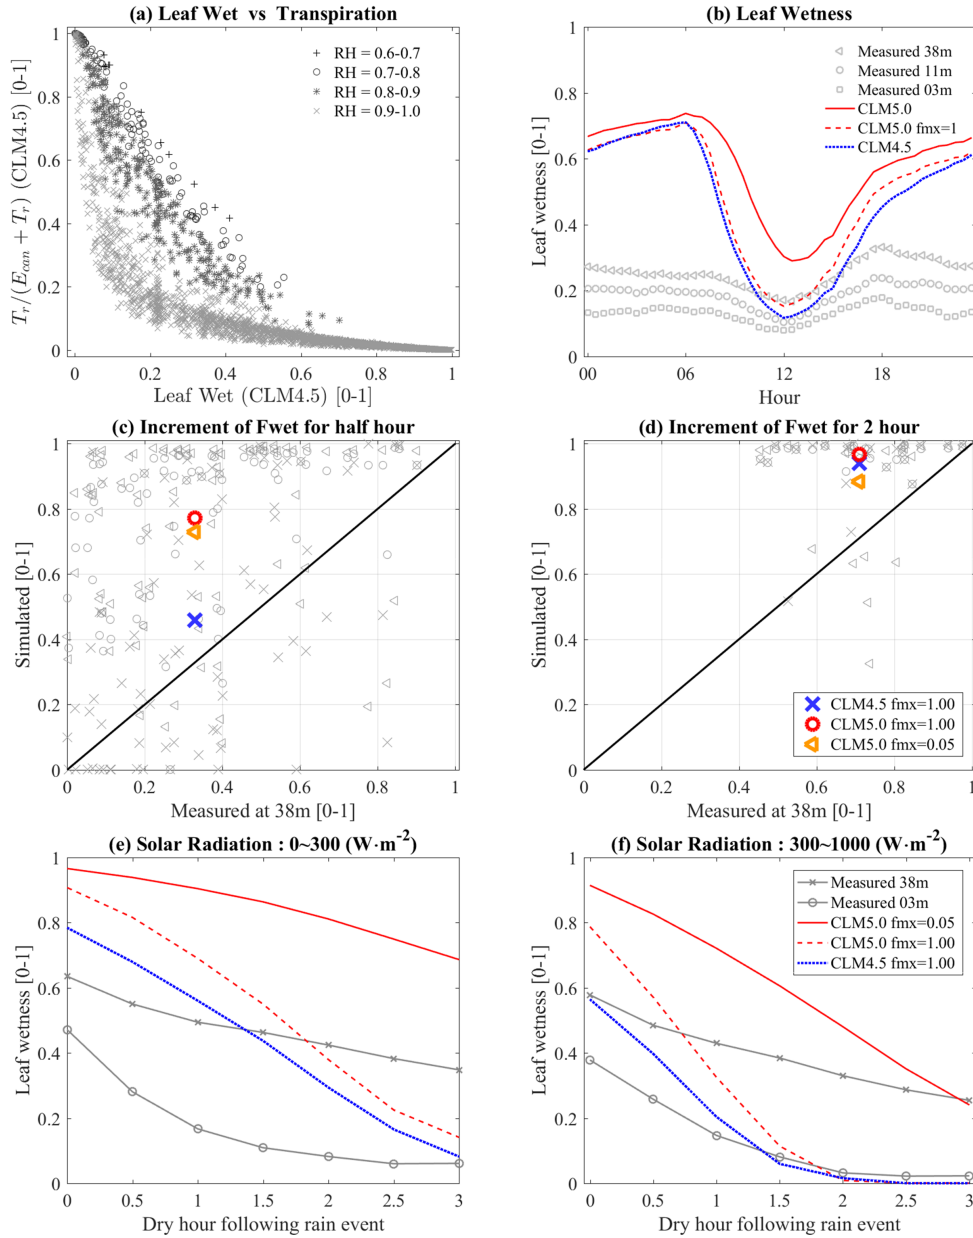 (a) Leaf Wet vs Transpiration
T_r/(E_can + T_r) (CLM4.5) [0-1]
1
0.8
0.6
0.4
0.2
0
RH = 0.6-0.7
RH = 0.7-0.8
RH = 0.8-0.9
RH = 0.9-1.0
0 0.2 0.4 0.6 0.8 1
Leaf Wet (CLM4.5) [0-1]
(b) Leaf Wetness
Leaf wetness [0-1]
1
0.8
0.6
0.4
0.2
0
Measured 38m
Measured 11m
Measured 03m
CLM5.0
CLM5.0 fmx=1
CLM4.5
00 06 12 18
Hour
(c) Increment of Fwet for half hour
Simulated [0-1]
1
0.8
0.6
0.4
0.2
0
0 0.2 0.4 0.6 0.8 1
Measured at 38m [0-1]
(d) Increment of Fwet for 2 hour
Simulated [0-1]
1
0.8
0.6
0.4
0.2
0
CLM4.5 fmx=1.00
CLM5.0 fmx=1.00
CLM5.0 fmx=0.05
0 0.2 0.4 0.6 0.8 1
Measured at 38m [0-1]
(e) Solar Radiation : 0~300 (W·m⁻²)
Leaf wetness [0-1]
1
0.8
0.6
0.4
0.2
0
0 0.5 1 1.5 2 2.5 3
Dry hour following rain event
(f) Solar Radiation : 300~1000 (W·m⁻²)
Leaf wetness [0-1]
1
0.8
0.6
0.4
0.2
0
Measured 38m
Measured 03m
CLM5.0 fmx=0.05
CLM5.0 fmx=1.00
CLM4.5 fmx=1.00
0 0.5 1 1.5 2 2.5 3
Dry hour following rain event